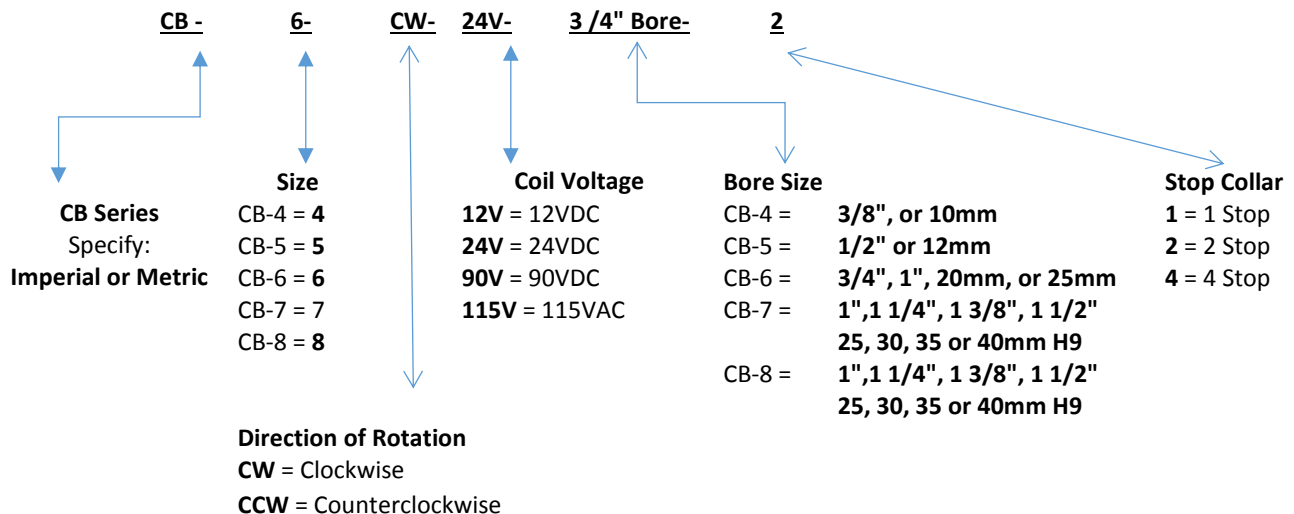 CB - 6- CW- 24V- 3 /4" Bore- 2
CB Series
Specify:
Imperial or Metric
Size
CB-4 = 4
CB-5 = 5
CB-6 = 6
CB-7 = 7
CB-8 = 8
Direction of Rotation
CW = Clockwise
CCW = Counterclockwise
Coil Voltage
12V = 12VDC
24V = 24VDC
90V = 90VDC
115V = 115VAC
Bore Size
CB-4 = 3/8", or 10mm
CB-5 = 1/2" or 12mm
CB-6 = 3/4", 1", 20mm, or 25mm
CB-7 = 1",1 1/4", 1 3/8", 1 1/2"
25, 30, 35 or 40mm H9
CB-8 = 1",1 1/4", 1 3/8", 1 1/2"
25, 30, 35 or 40mm H9
Stop Collar
1 = 1 Stop
2 = 2 Stop
4 = 4 Stop